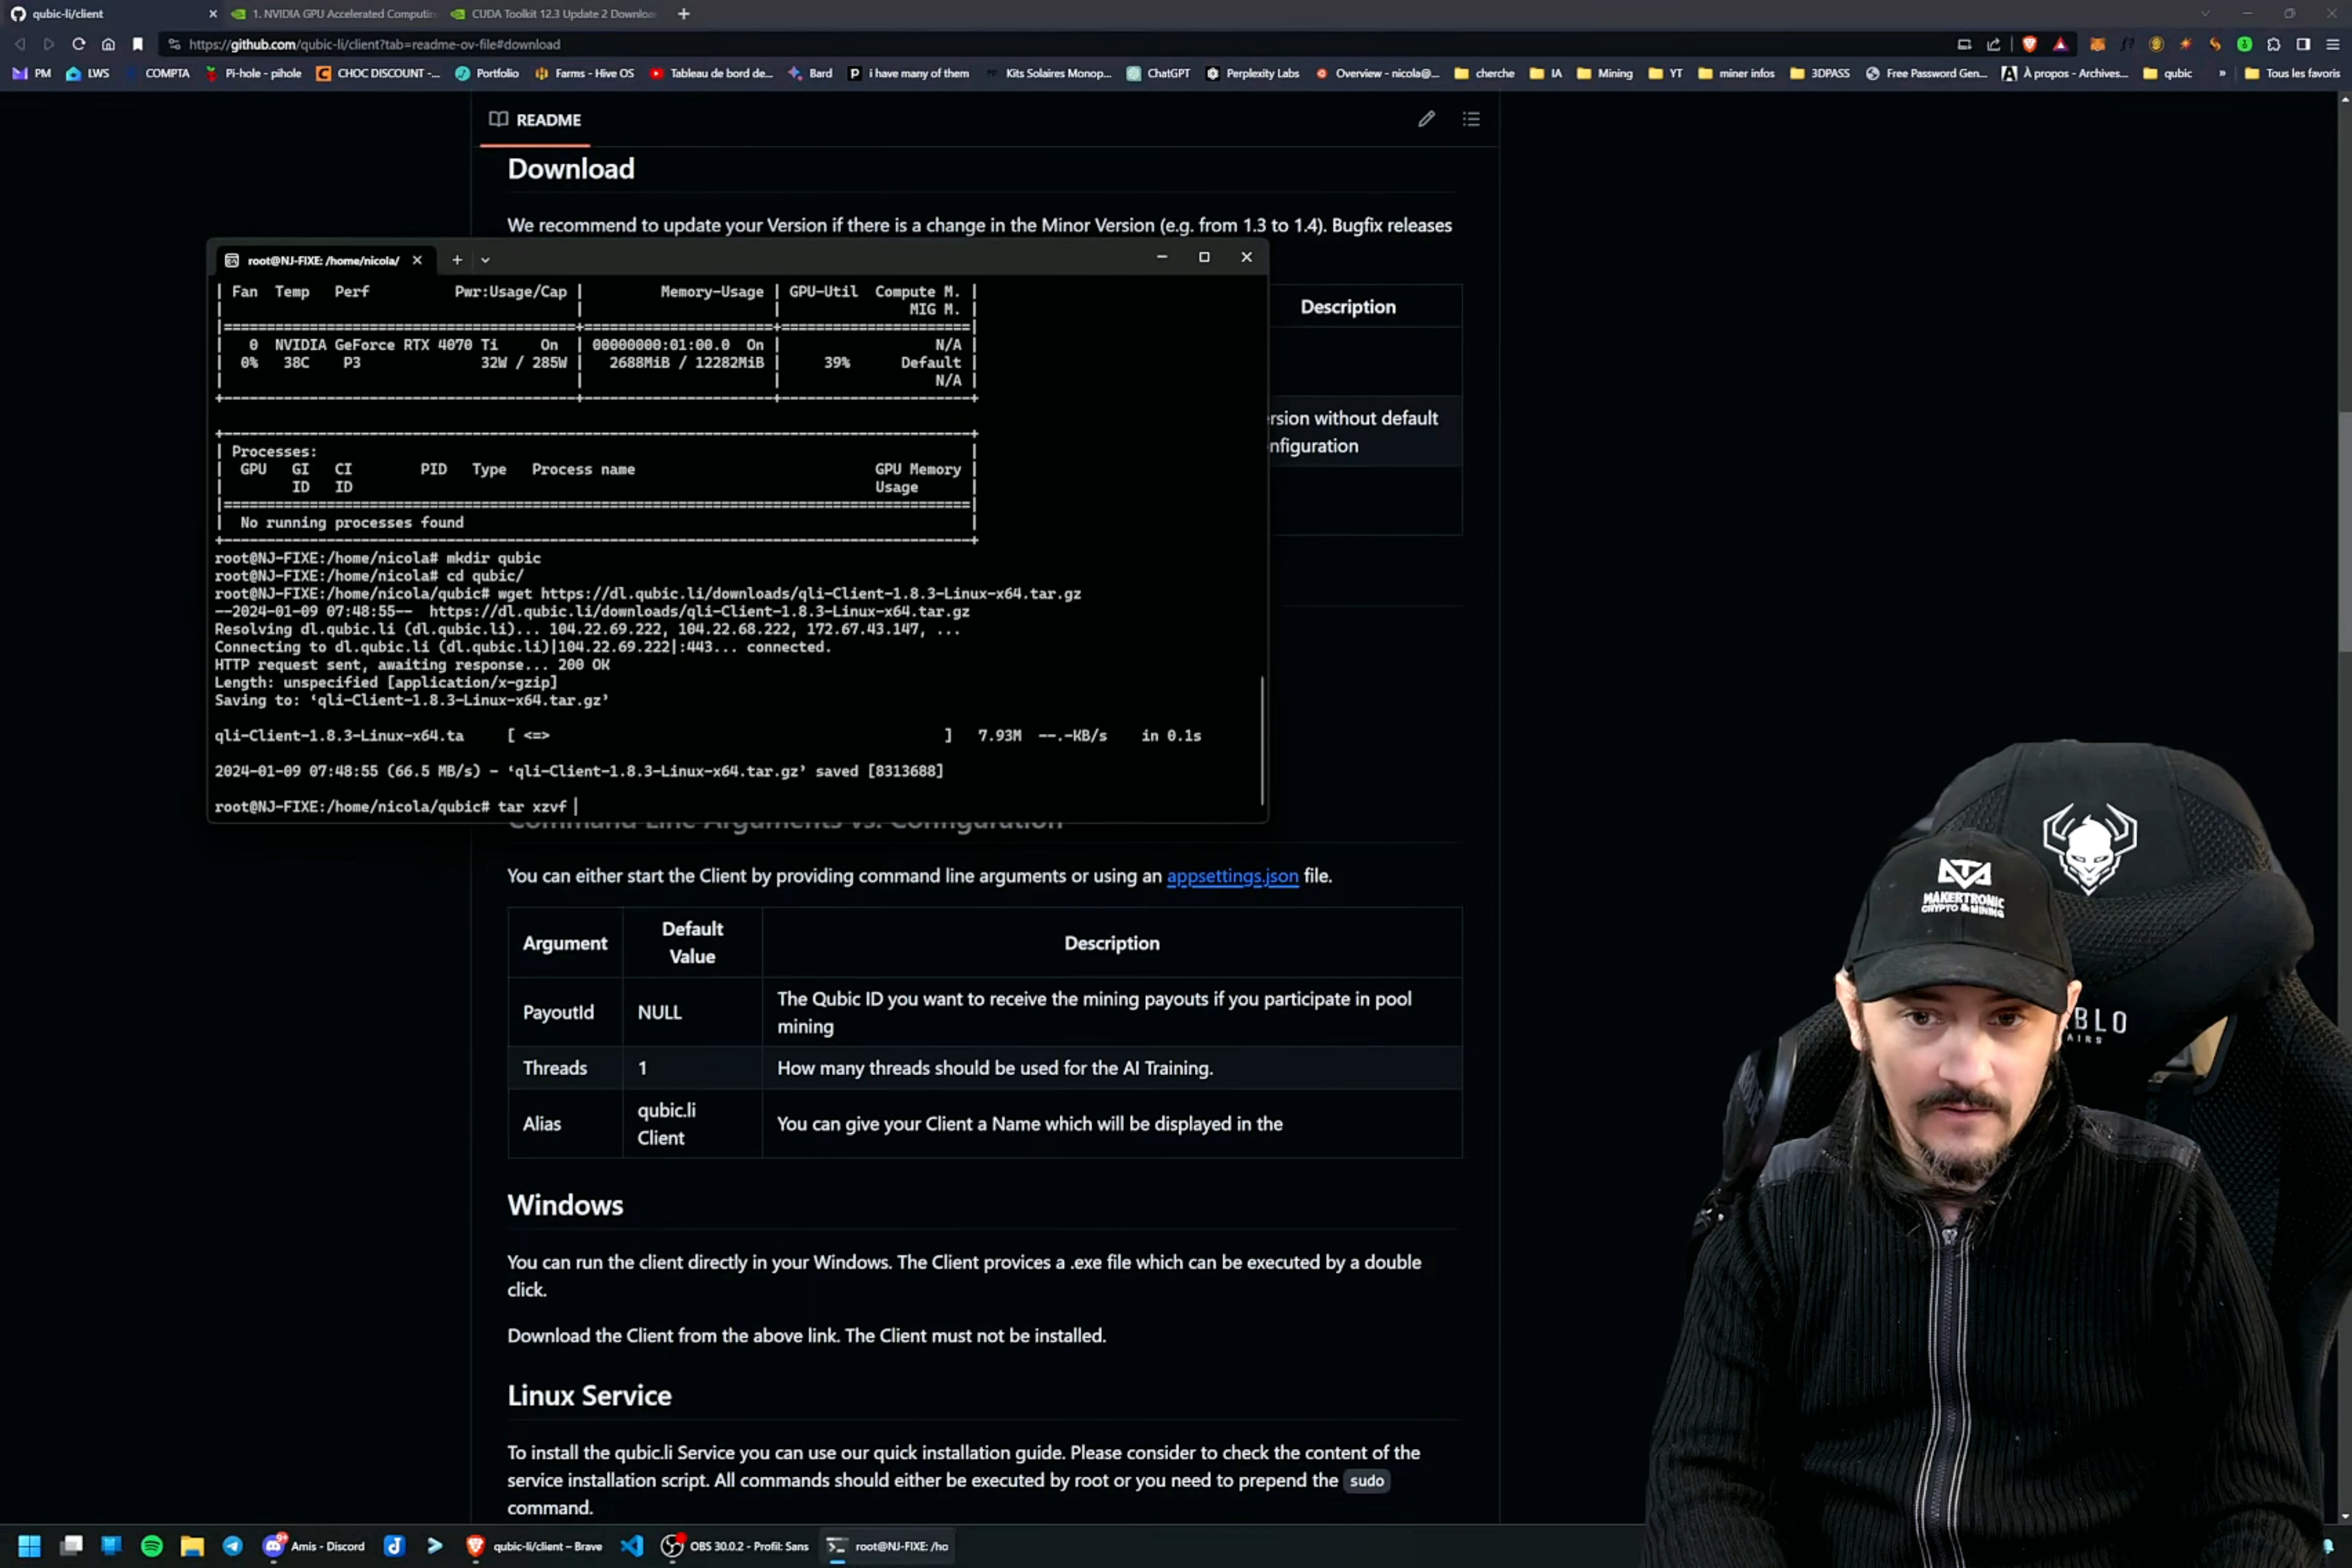 qubic-li/client
1. NVIDIA GPU Accelerated Computin
CUDA Toolkit 12.3 Update 2 Downloa
https://github.com/qubic-li/client?tab=readme-ov-file#download
PM
LWS
COMPTA
Pi-hole - pihole
CHOC DISCOUNT -...
Portfolio
Farms - Hive OS
Tableau de bord de...
Bard
i have many of them
Kits Solaires Monop...
ChatGPT
Perplexity Labs
Overview - nicola@...
cherche
IA
Mining
YT
miner infos
3DPASS
Free Password Gen...
À propos - Archives...
qubic
»
Tous les favoris
README
Download
We recommend to update your Version if there is a change in the Minor Version (e.g. from 1.3 to 1.4). Bugfix releases
Description
rsion without default
nfiguration
root@NJ-FIXE: /home/nicola/
| Fan  Temp   Perf          Pwr:Usage/Cap |         Memory-Usage | GPU-Util  Compute M. |
|                                         |                      |               MIG M. |
|   0  NVIDIA GeForce RTX 4070 Ti     On  | 00000000:01:00.0  On |                  N/A |
|  0%   38C    P3              32W / 285W |   2688MiB / 12282MiB |     39%      Default |
|                                         |                      |                  N/A |
| Processes:
|  GPU   GI   CI        PID   Type   Process name                            GPU Memory |
|        ID   ID                                                             Usage      |
|  No running processes found
root@NJ-FIXE:/home/nicola# mkdir qubic
root@NJ-FIXE:/home/nicola# cd qubic/
root@NJ-FIXE:/home/nicola/qubic# wget https://dl.qubic.li/downloads/qli-Client-1.8.3-Linux-x64.tar.gz
--2024-01-09 07:48:55--  https://dl.qubic.li/downloads/qli-Client-1.8.3-Linux-x64.tar.gz
Resolving dl.qubic.li (dl.qubic.li)... 104.22.69.222, 104.22.68.222, 172.67.43.147, ...
Connecting to dl.qubic.li (dl.qubic.li)|104.22.69.222|:443... connected.
HTTP request sent, awaiting response... 200 OK
Length: unspecified [application/x-gzip]
Saving to: ‘qli-Client-1.8.3-Linux-x64.tar.gz’
qli-Client-1.8.3-Linux-x64.ta     [ <=>                                               ]   7.93M  --.-KB/s    in 0.1s
2024-01-09 07:48:55 (66.5 MB/s) - ‘qli-Client-1.8.3-Linux-x64.tar.gz’ saved [8313688]
root@NJ-FIXE:/home/nicola/qubic# tar xzvf
Command Line Arguments vs. Configuration
You can either start the Client by providing command line arguments or using an appsettings.json file.
Argument
Default
Value
Description
PayoutId
NULL
The Qubic ID you want to receive the mining payouts if you participate in pool
mining
Threads
1
How many threads should be used for the AI Training.
Alias
qubic.li
Client
You can give your Client a Name which will be displayed in the
Windows
You can run the client directly in your Windows. The Client provices a .exe file which can be executed by a double
click.
Download the Client from the above link. The Client must not be installed.
Linux Service
To install the qubic.li Service you can use our quick installation guide. Please consider to check the content of the
service installation script. All commands should either be executed by root or you need to prepend the sudo
command.
MAKERTRONIC
CRYPTO & MINING
BLO
AIRS
9+
Amis - Discord
qubic-li/client – Brave
OBS 30.0.2 - Profil: Sans
root@NJ-FIXE: /ho